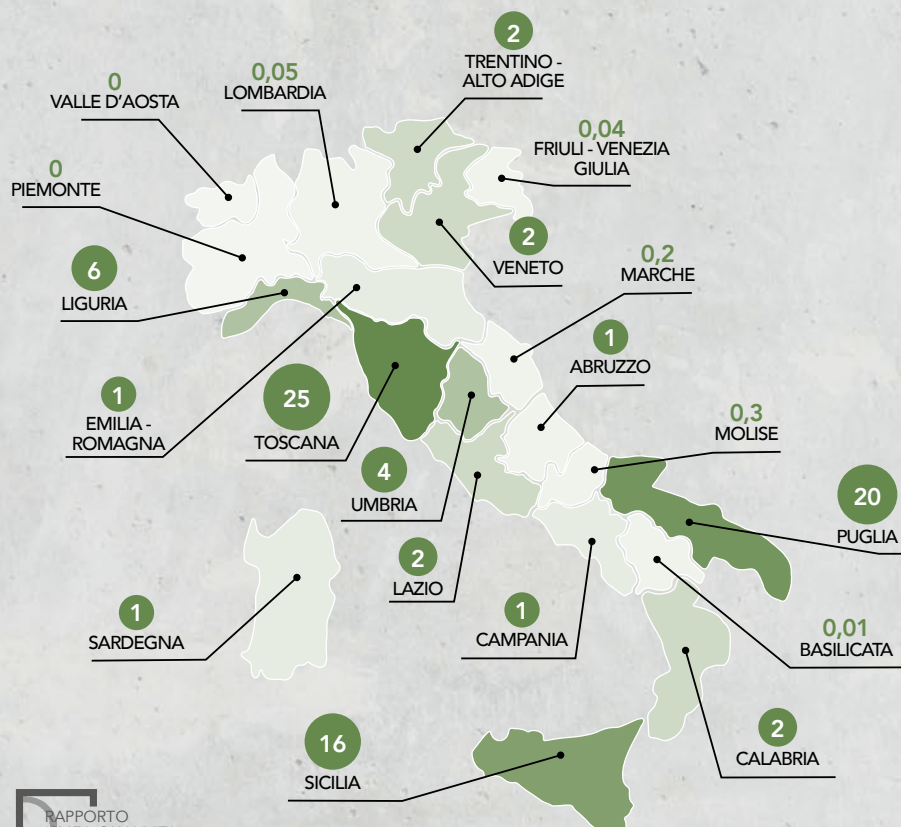 2
TRENTINO -
ALTO ADIGE
0,05
LOMBARDIA
0
VALLE D'AOSTA
0,04
FRIULI - VENEZIA
GIULIA
0
PIEMONTE
2
VENETO
6
LIGURIA
0,2
MARCHE
1
ABRUZZO
1
EMILIA -
ROMAGNA
25
TOSCANA
0,3
MOLISE
4
UMBRIA
20
PUGLIA
2
LAZIO
1
SARDEGNA
1
CAMPANIA
0,01
BASILICATA
16
SICILIA
2
CALABRIA
RAPPORTO